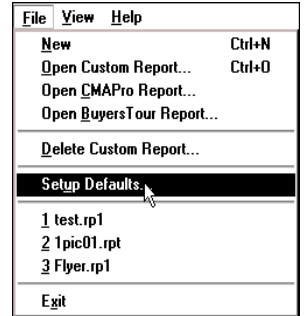 File View Help
New Ctrl+N
Open Custom Report... Ctrl+O
Open CMAPro Report...
Open BuyersTour Report...
Delete Custom Report...
Setup Defaults...
1 test.rp1
2 1pic01.rpt
3 Flyer.rp1
Exit